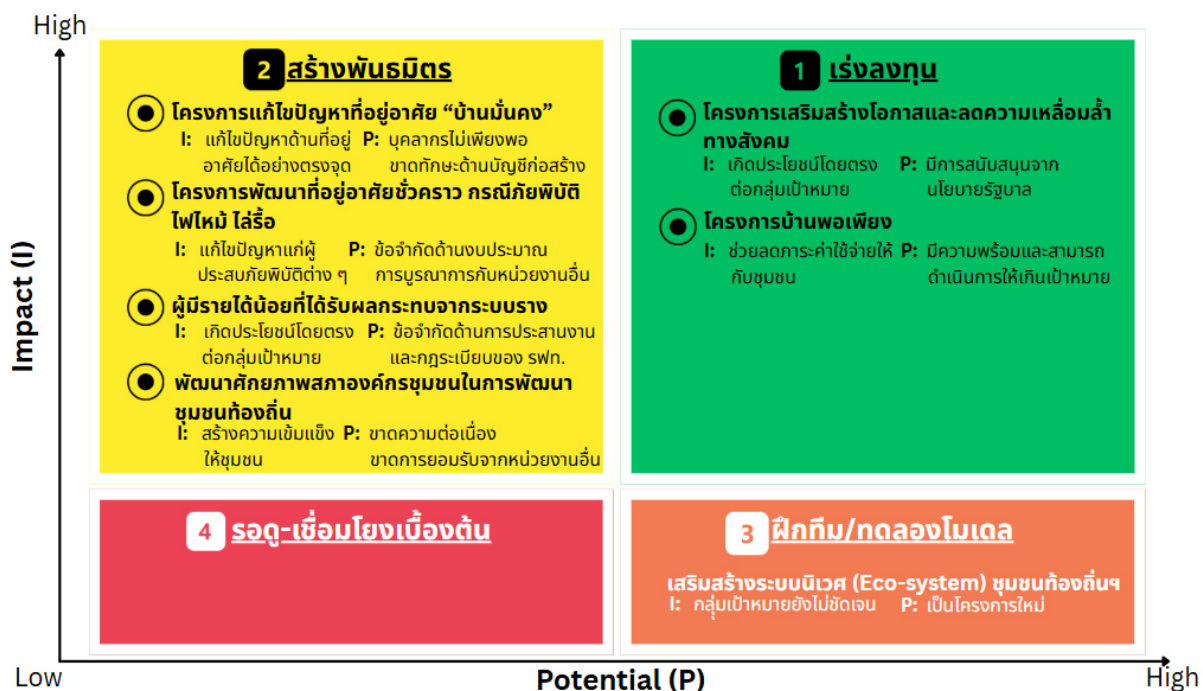 High
Impact (I)
2 สร้างพันธมิตร
โครงการแก้ไขปัญหาที่อยู่อาศัย “บ้านมั่นคง”
I: แก้ไขปัญหาด้านที่อยู่ P: บุคลากรไม่เพียงพอ
อาศัยได้อย่างตรงจุด ขาดทักษะด้านบัญชีก่อสร้าง
โครงการพัฒนาที่อยู่อาศัยชั่วคราว กรณีภัยพิบัติ
ไฟไหม้ ไล่รื้อ
I: แก้ไขปัญหาแก่ผู้ P: ข้อจำกัดด้านงบประมาณ
ประสบภัยพิบัติต่าง ๆ การบูรณาการกับหน่วยงานอื่น
ผู้มีรายได้น้อยที่ได้รับผลกระทบจากระบบราง
I: เกิดประโยชน์โดยตรง P: ข้อจำกัดด้านการประสานงาน
ต่อกลุ่มเป้าหมาย และกฎระเบียบของ รฟท.
พัฒนาศักยภาพสภาองค์กรชุมชนในการพัฒนา
ชุมชนท้องถิ่น
I: สร้างความเข้มแข็ง P: ขาดความต่อเนื่อง
ให้ชุมชน ขาดการยอมรับจากหน่วยงานอื่น
1 เร่งลงทุน
โครงการเสริมสร้างโอกาสและลดความเหลื่อมล้ำ
ทางสังคม
I: เกิดประโยชน์โดยตรง P: มีการสนับสนุนจาก
ต่อกลุ่มเป้าหมาย นโยบายรัฐบาล
โครงการบ้านพอเพียง
I: ช่วยลดภาระค่าใช้จ่ายให้ P: มีความพร้อมและสามารถ
กับชุมชน ดำเนินการให้เกินเป้าหมาย
4 รอดู-เชื่อมโยงเบื้องต้น
3 ฝึกทีม/ทดลองโมเดล
เสริมสร้างระบบนิเวศ (Eco-system) ชุมชนท้องถิ่นฯ
I: กลุ่มเป้าหมายยังไม่ชัดเจน P: เป็นโครงการใหม่
Low
Potential (P)
High